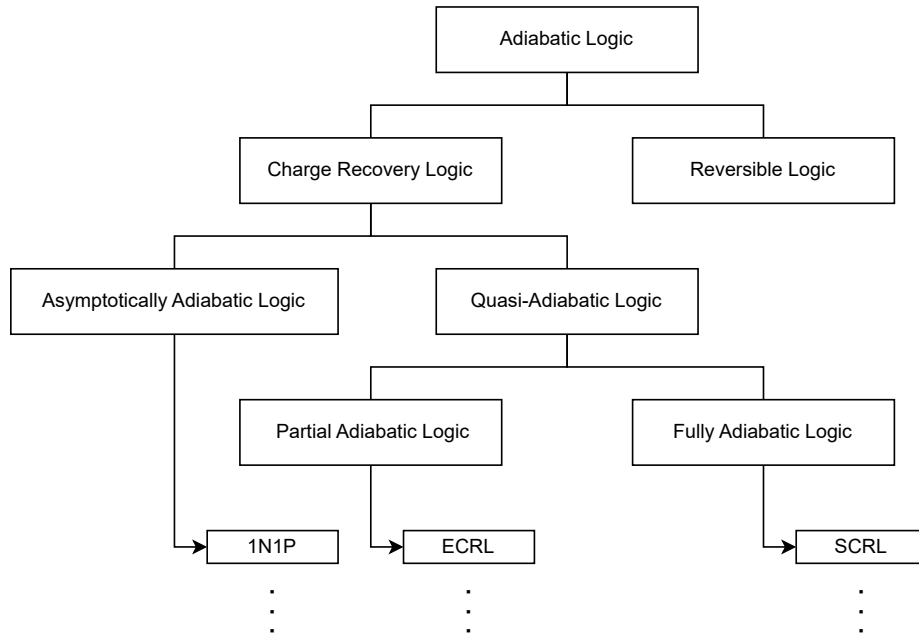 Adiabatic Logic
Charge Recovery Logic
Reversible Logic
Asymptotically Adiabatic Logic
Quasi-Adiabatic Logic
Partial Adiabatic Logic
Fully Adiabatic Logic
1N1P
ECRL
SCRL